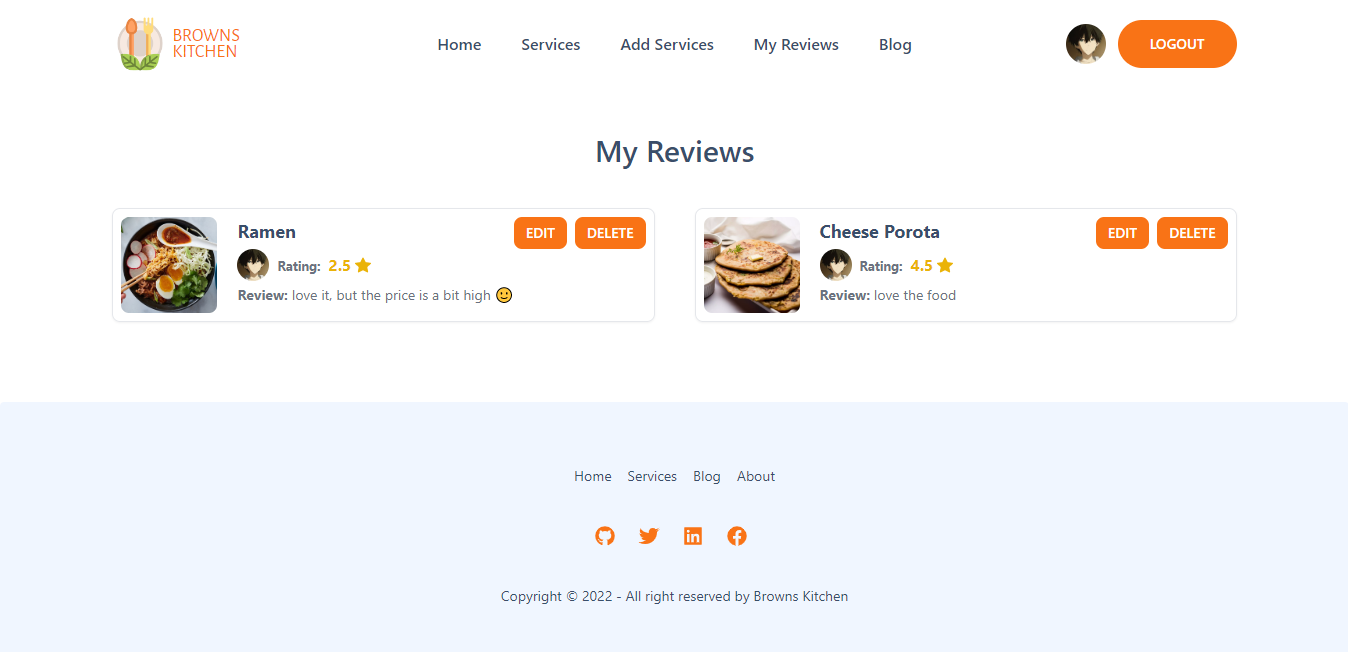 BROWNS
KITCHEN
Home Services Add Services My Reviews Blog
LOGOUT
My Reviews
Ramen
EDIT DELETE
Rating: 2.5
Review: love it, but the price is a bit high 🙂
Cheese Porota
EDIT DELETE
Rating: 4.5
Review: love the food
Home Services Blog About
Copyright © 2022 - All right reserved by Browns Kitchen